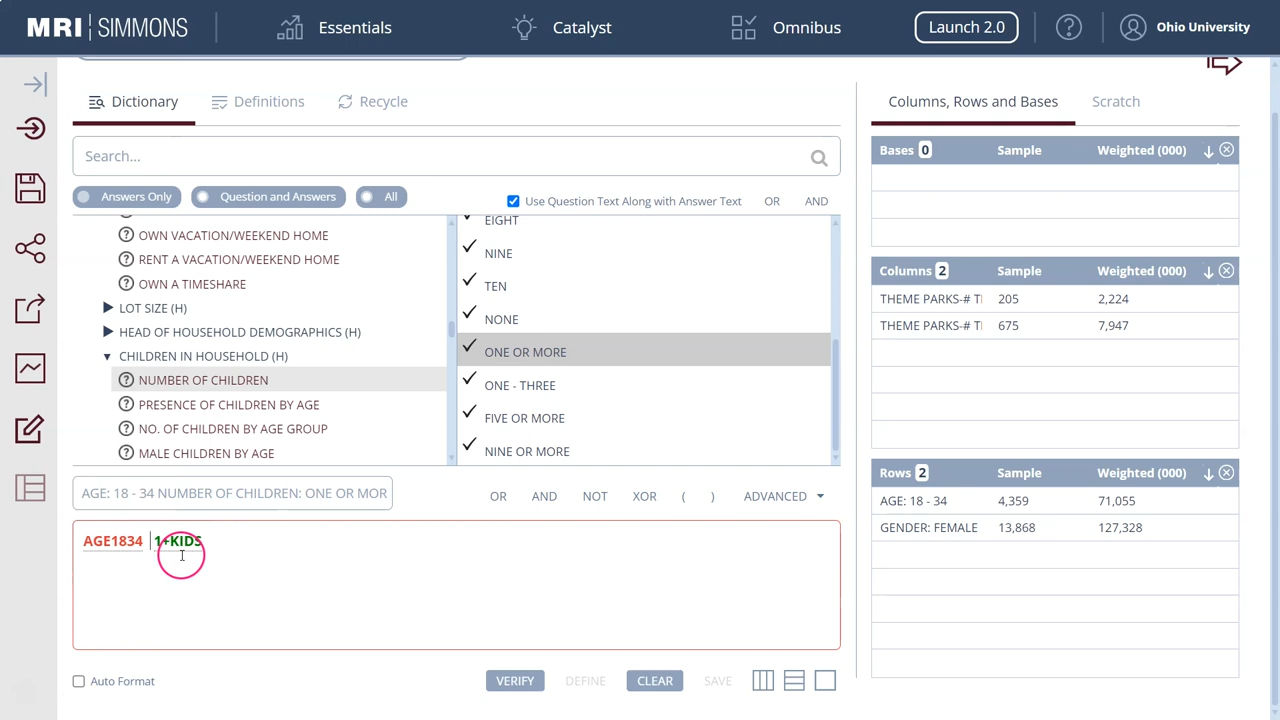 MRI | SIMMONS
Essentials
Catalyst
Omnibus
Launch 2.0
Ohio University
Dictionary
Definitions
Recycle
Search...
Answers Only
Question and Answers
All
Use Question Text Along with Answer Text
OR
AND
OWN VACATION/WEEKEND HOME
RENT A VACATION/WEEKEND HOME
OWN A TIMESHARE
LOT SIZE (H)
HEAD OF HOUSEHOLD DEMOGRAPHICS (H)
CHILDREN IN HOUSEHOLD (H)
NUMBER OF CHILDREN
PRESENCE OF CHILDREN BY AGE
NO. OF CHILDREN BY AGE GROUP
MALE CHILDREN BY AGE
EIGHT
NINE
TEN
NONE
ONE OR MORE
ONE - THREE
FIVE OR MORE
NINE OR MORE
AGE: 18 - 34 NUMBER OF CHILDREN: ONE OR MOR
OR AND NOT XOR ( ) ADVANCED
AGE1834 1+KIDS
Auto Format
VERIFY
DEFINE
CLEAR
SAVE
Columns, Rows and Bases
Scratch
Bases 0 Sample Weighted (000)
Columns 2 Sample Weighted (000)
THEME PARKS-# TI 205 2,224
THEME PARKS-# TI 675 7,947
Rows 2 Sample Weighted (000)
AGE: 18 - 34 4,359 71,055
GENDER: FEMALE 13,868 127,328